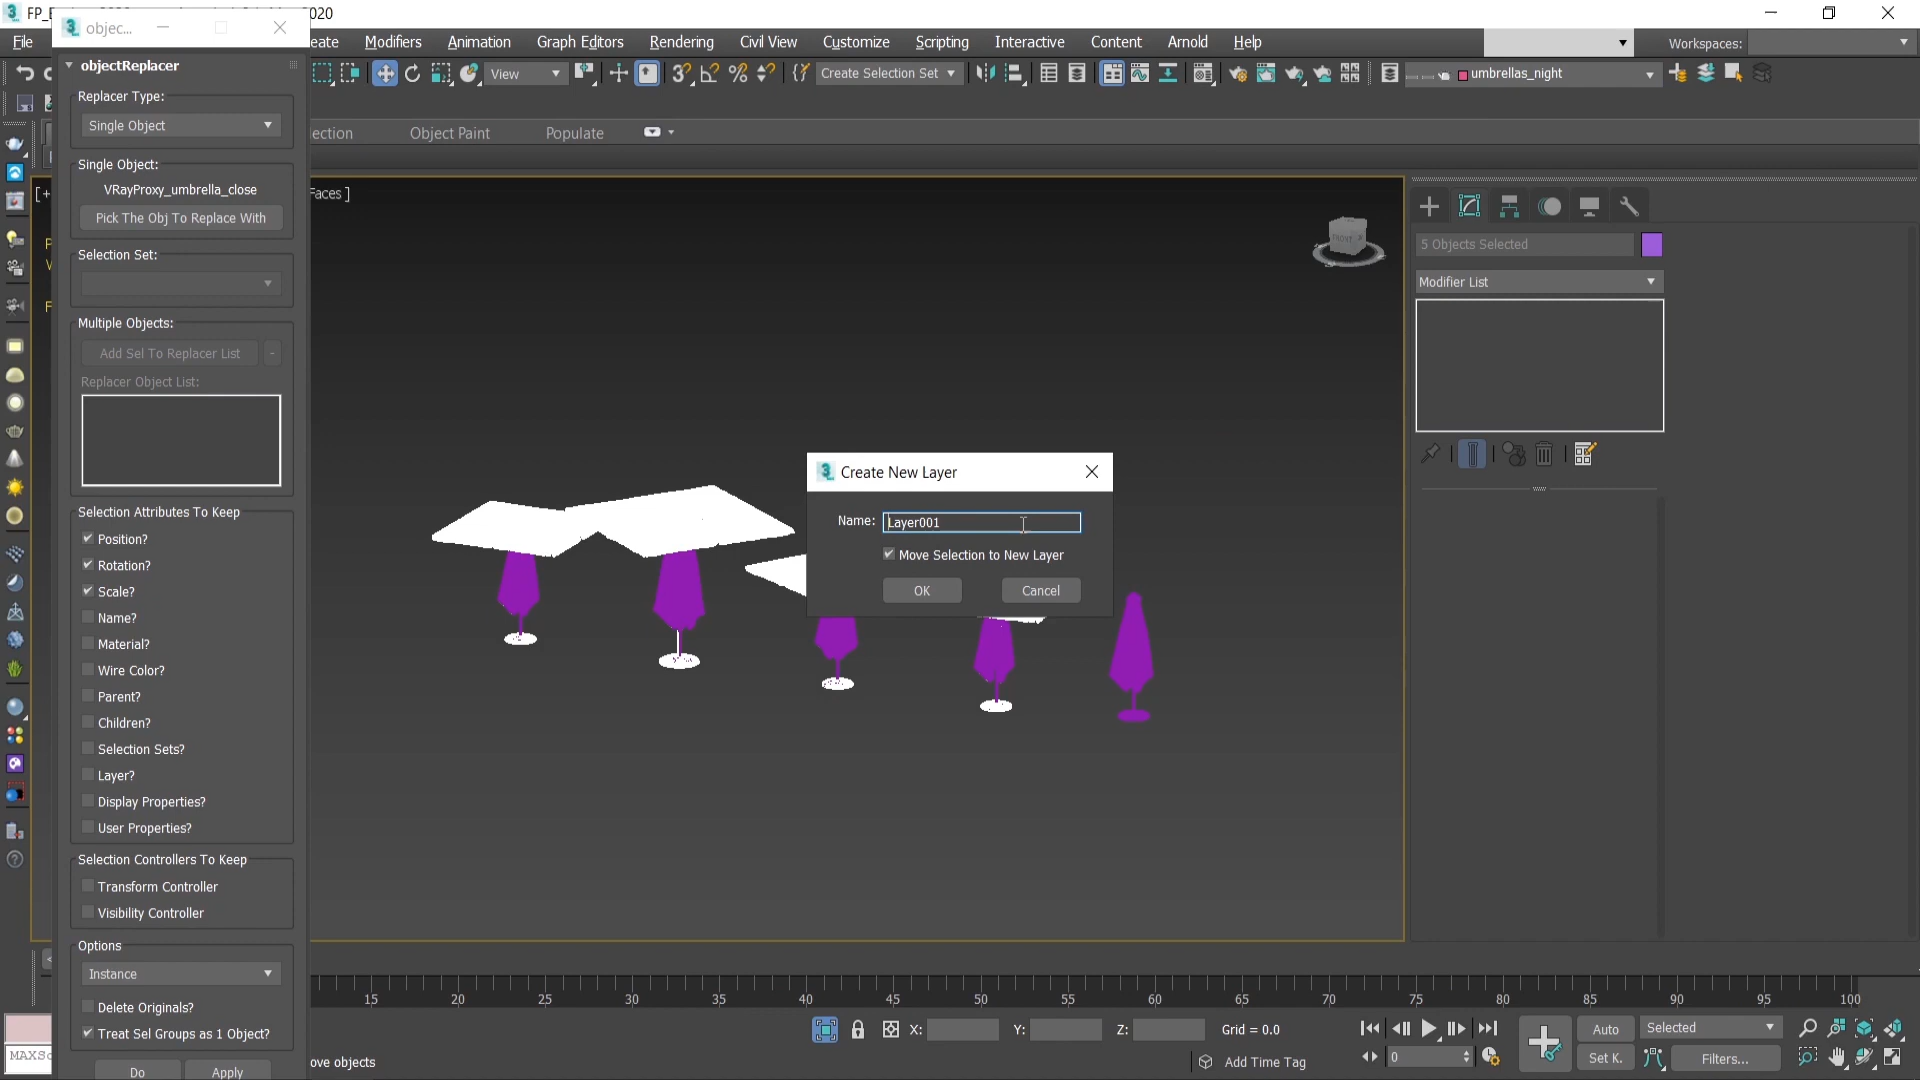 2020
objec...
File
Modifiers
Animation
Graph Editors
Rendering
Civil View
Customize
Scripting
Interactive
Content
Arnold
Help
Workspaces:
objectReplacer
View
Create Selection Set
umbrellas_night
Replacer Type:
Single Object
Object Paint
Populate
Single Object:
VRayProxy_umbrella_close
Pick The Obj To Replace With
Faces ]
[+
FRONT
5 Objects Selected
Selection Set:
Modifier List
Multiple Objects:
Add Sel To Replacer List
-
Replacer Object List:
Create New Layer
Name:
Layer001
Move Selection to New Layer
OK
Cancel
Selection Attributes To Keep
Position?
Rotation?
Scale?
Name?
Material?
Wire Color?
Parent?
Children?
Selection Sets?
Layer?
Display Properties?
User Properties?
Selection Controllers To Keep
Transform Controller
Visibility Controller
Options
Instance
Delete Originals?
Treat Sel Groups as 1 Object?
Do
Apply
15 20 25 30 35 40 45 50 55 60 65 70 75 80 85 90 95 100
X:
Y:
Z:
Grid = 0.0
Auto
Selected
Add Time Tag
0
Set K.
Filters...
ove objects